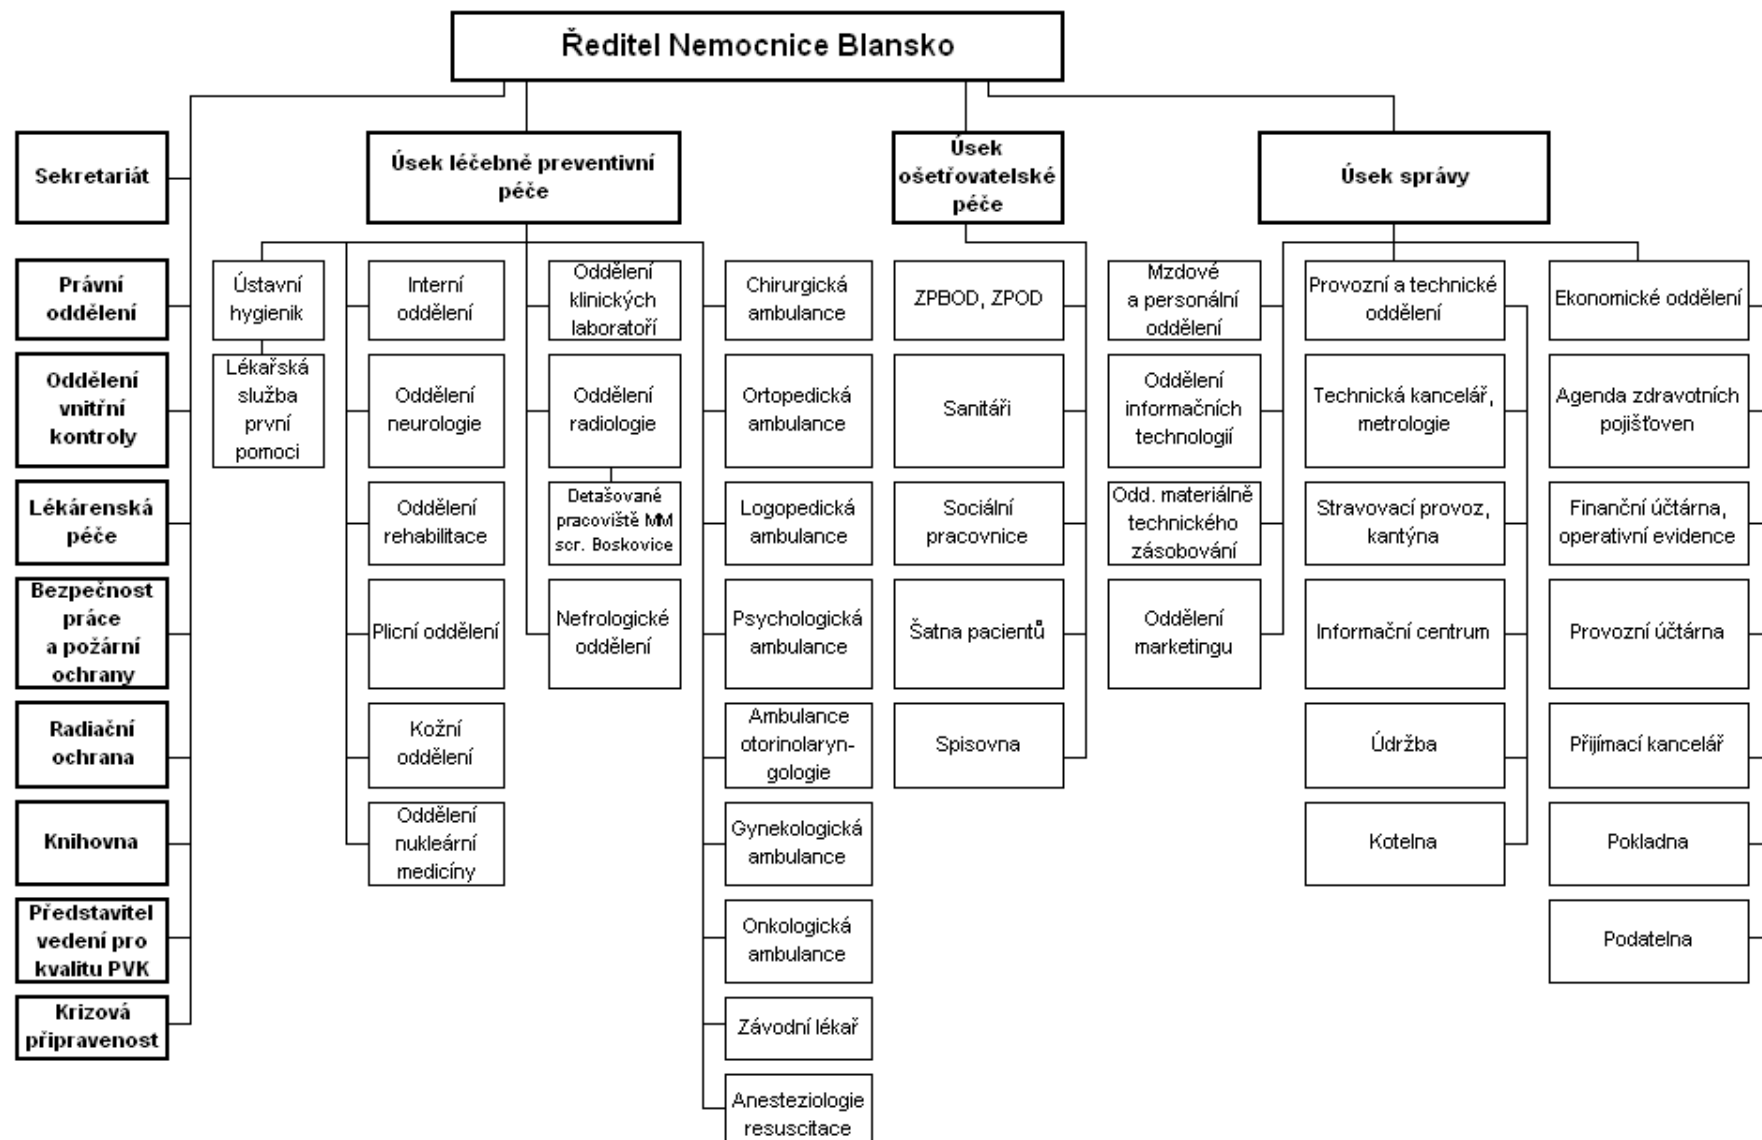 Ředitel Nemocnice Blansko
Sekretariát
Úsek léčebně preventivní
péče
Úsek
ošetřovatelské
péče
Úsek správy
Právní
oddělení
Ústavní
hygienik
Interní
oddělení
Oddělení
klinických
laboratoří
Chirurgická
ambulance
ZPBOD, ZPOD
Mzdové
a personální
oddělení
Provozní a technické
oddělení
Ekonomické oddělení
Oddělení
vnitřní
kontroly
Lékařská
služba
první
pomoci
Oddělení
neurologie
Oddělení
radiologie
Ortopedická
ambulance
Sanitáři
Oddělení
informačních
technologií
Technická kancelář,
metrologie
Agenda zdravotních
pojišťoven
Lékárenská
péče
Oddělení
rehabilitace
Detašované
pracoviště MM
scr. Boskovice
Logopedická
ambulance
Sociální
pracovnice
Odd. materiálně
technického
zásobování
Stravovací provoz,
kantýna
Finanční účtárna,
operativní evidence
Bezpečnost
práce
a požární
ochrany
Plicní oddělení
Nefrologické
oddělení
Psychologická
ambulance
Šatna pacientů
Oddělení
marketingu
Informační centrum
Provozní účtárna
Radiační
ochrana
Kožní
oddělení
Ambulance
otorinolaryn-
gologie
Spisovna
Údržba
Přijímací kancelář
Knihovna
Oddělení
nukleární
medicíny
Gynekologická
ambulance
Kotelna
Pokladna
Představitel
vedení pro
kvalitu PVK
Onkologická
ambulance
Podatelna
Krizová
připravenost
Závodní lékař
Anesteziologie
resuscitace